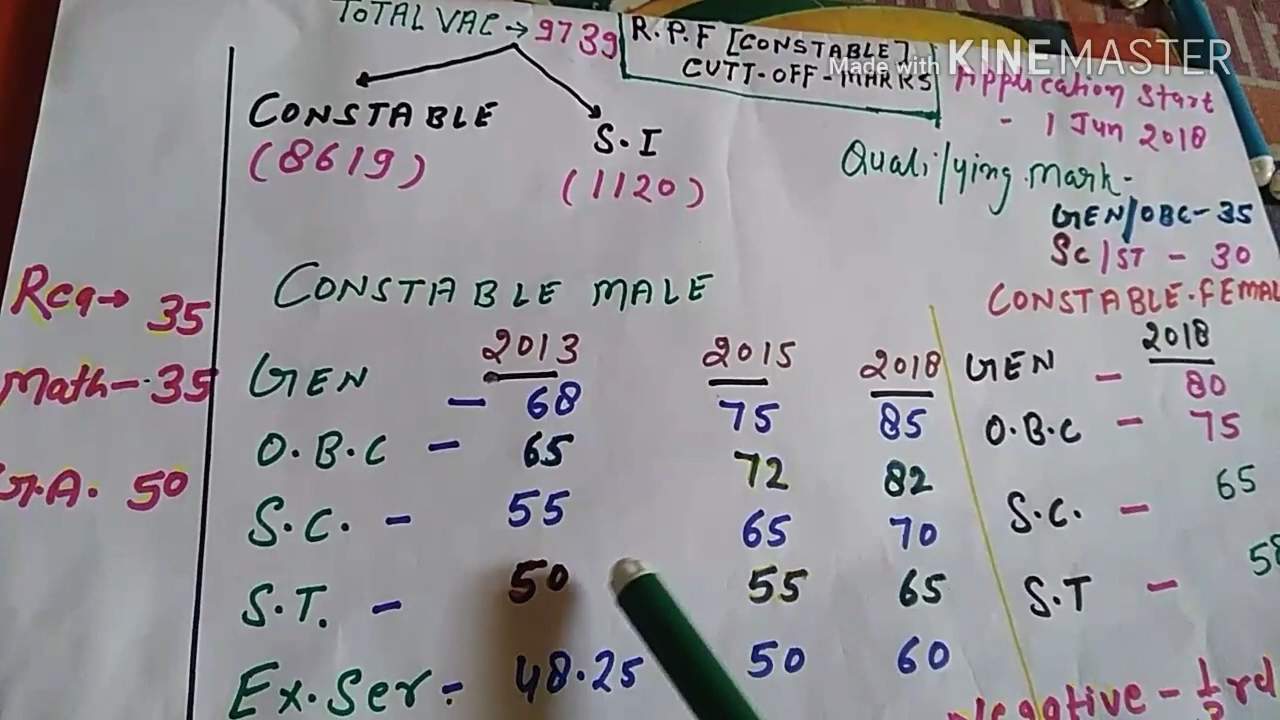 TOTAL VAC → 9739
R.P.F [CONSTABLE]
CUTT-OFF-MARKS
Made with KINEMASTER
Application start
- 1 Jun 2018
CONSTABLE
(8619)
S.I
(1120)
Qualifying mark-
GEN/OBC-35
SC/ST - 30
35
Math-35
50
CONSTABLE MALE
2013 2015 2018
GEN - 68 75 85
O.B.C - 65 72 82
S.C. - 55 65 70
S.T. - 50 55 65
Ex.Ser - 48.25 50 60
CONSTABLE.FEMAL
2018
GEN - 80
O.B.C - 75
S.C. - 65
S.T - 58
Negative - rd